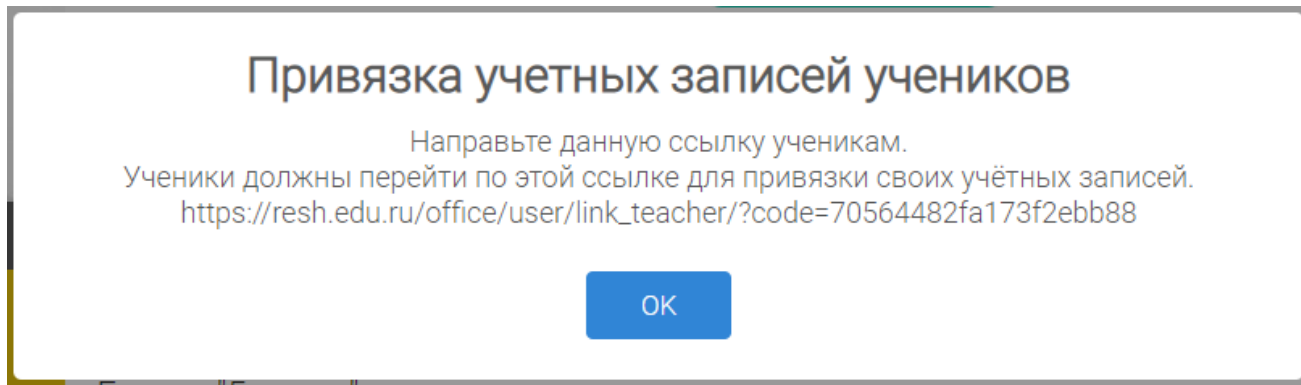 Привязка учетных записей учеников
Направьте данную ссылку ученикам.
Ученики должны перейти по этой ссылке для привязки своих учётных записей.
https://resh.edu.ru/office/user/link_teacher/?code=70564482fa173f2ebb88
OK